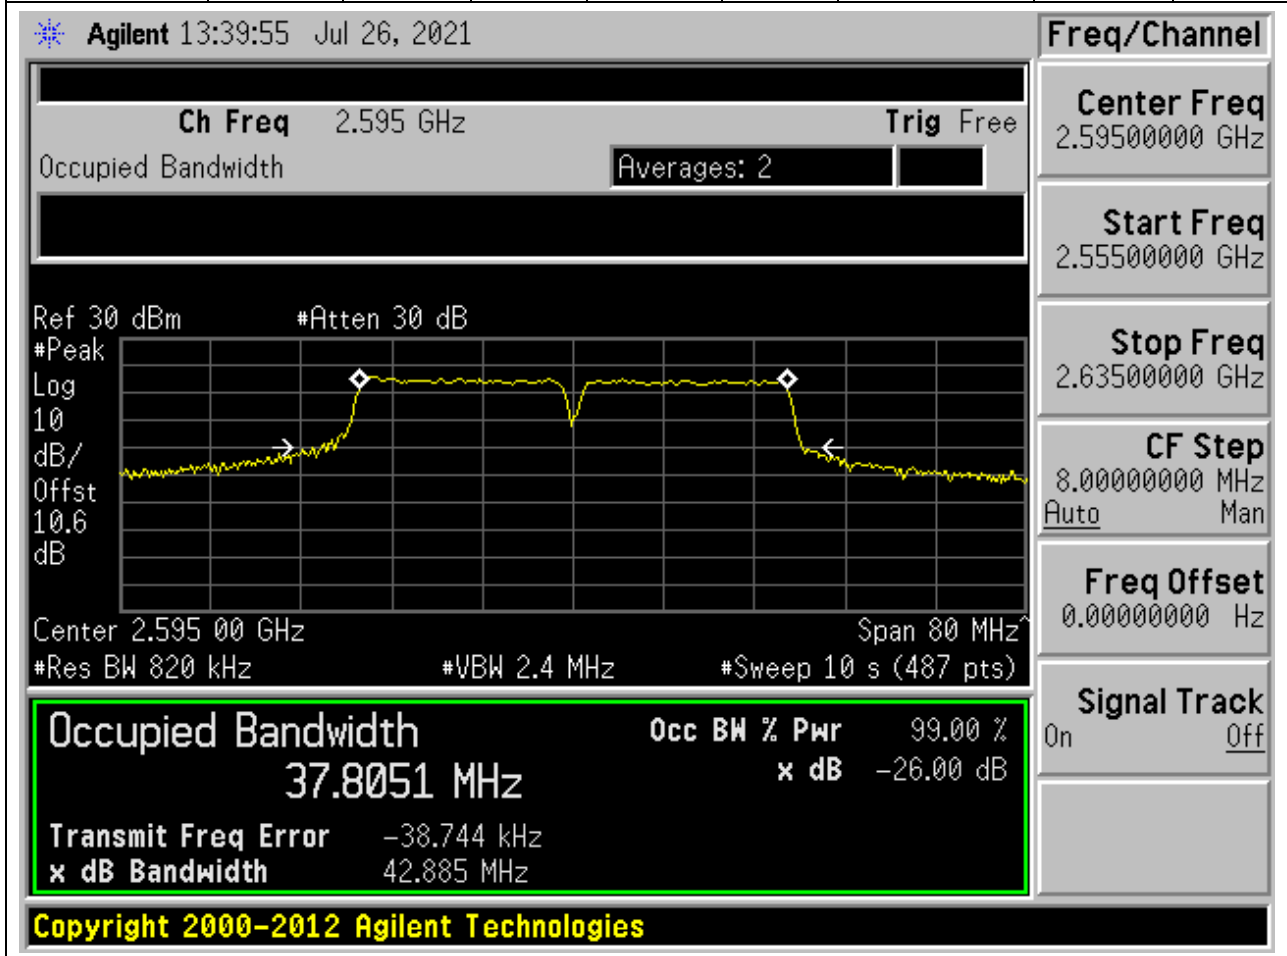 Agilent 13:39:55 Jul 26, 2021
Freq/Channel
Ch Freq 2.595 GHz Trig Free
Occupied Bandwidth Averages: 2
Center Freq
2.59500000 GHz
Start Freq
2.55500000 GHz
Stop Freq
2.63500000 GHz
CF Step
8.00000000 MHz
Auto Man
Freq Offset
0.00000000 Hz
Signal Track
On Off
Ref 30 dBm #Atten 30 dB
#Peak
Log
10
dB/
Offst
10.6
dB
Center 2.595 00 GHz Span 80 MHz^
#Res BW 820 kHz #VBW 2.4 MHz #Sweep 10 s (487 pts)
Occupied Bandwidth Occ BW % Pwr 99.00 %
37.8051 MHz x dB -26.00 dB
Transmit Freq Error -38.744 kHz
x dB Bandwidth 42.885 MHz
Copyright 2000-2012 Agilent Technologies